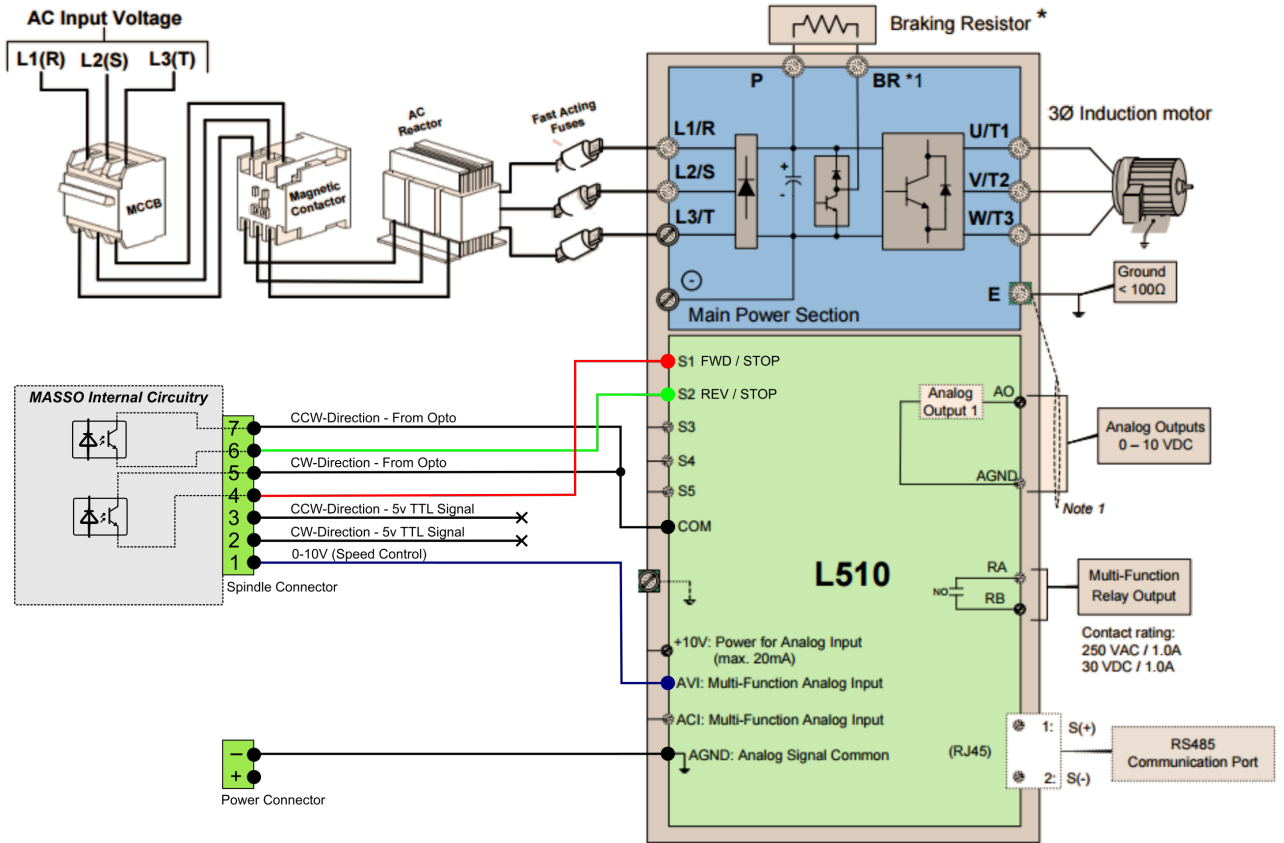 AC Input Voltage
L1(R) L2(S) L3(T)
MCCB
Magnetic
Contactor
AC
Reactor
Fast Acting
Fuses
Braking Resistor *
P
BR *1
L1/R
L2/S
L3/T
+
-
-
U/T1
V/T2
W/T3
3Ø Induction motor
E
Ground
< 100Ω
Main Power Section
MASSO Internal Circuitry
7
6
5
4
3
2
1
CCW-Direction - From Opto
CW-Direction - From Opto
CCW-Direction - 5v TTL Signal
CW-Direction - 5v TTL Signal
0-10V (Speed Control)
Spindle Connector
S1 FWD / STOP
S2 REV / STOP
S3
S4
S5
COM
L510
+10V: Power for Analog Input
(max. 20mA)
AVI: Multi-Function Analog Input
ACI: Multi-Function Analog Input
AGND: Analog Signal Common
Analog
Output 1
AO
AGND
Analog Outputs
0 – 10 VDC
Note 1
RA
NO
RB
Multi-Function
Relay Output
Contact rating:
250 VAC / 1.0A
30 VDC / 1.0A
(RJ45)
1: S(+)
2: S(-)
RS485
Communication Port
–
+
Power Connector